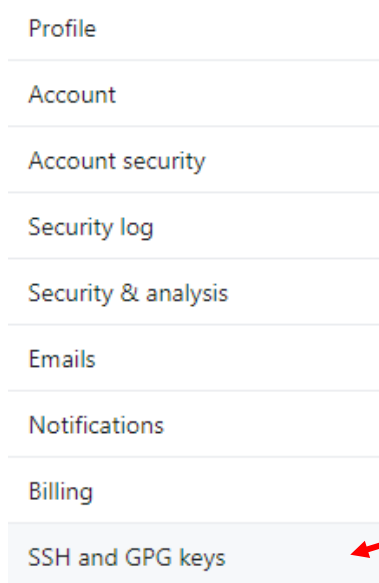 Profile
Account
Account security
Security log
Security & analysis
Emails
Notifications
Billing
SSH and GPG keys